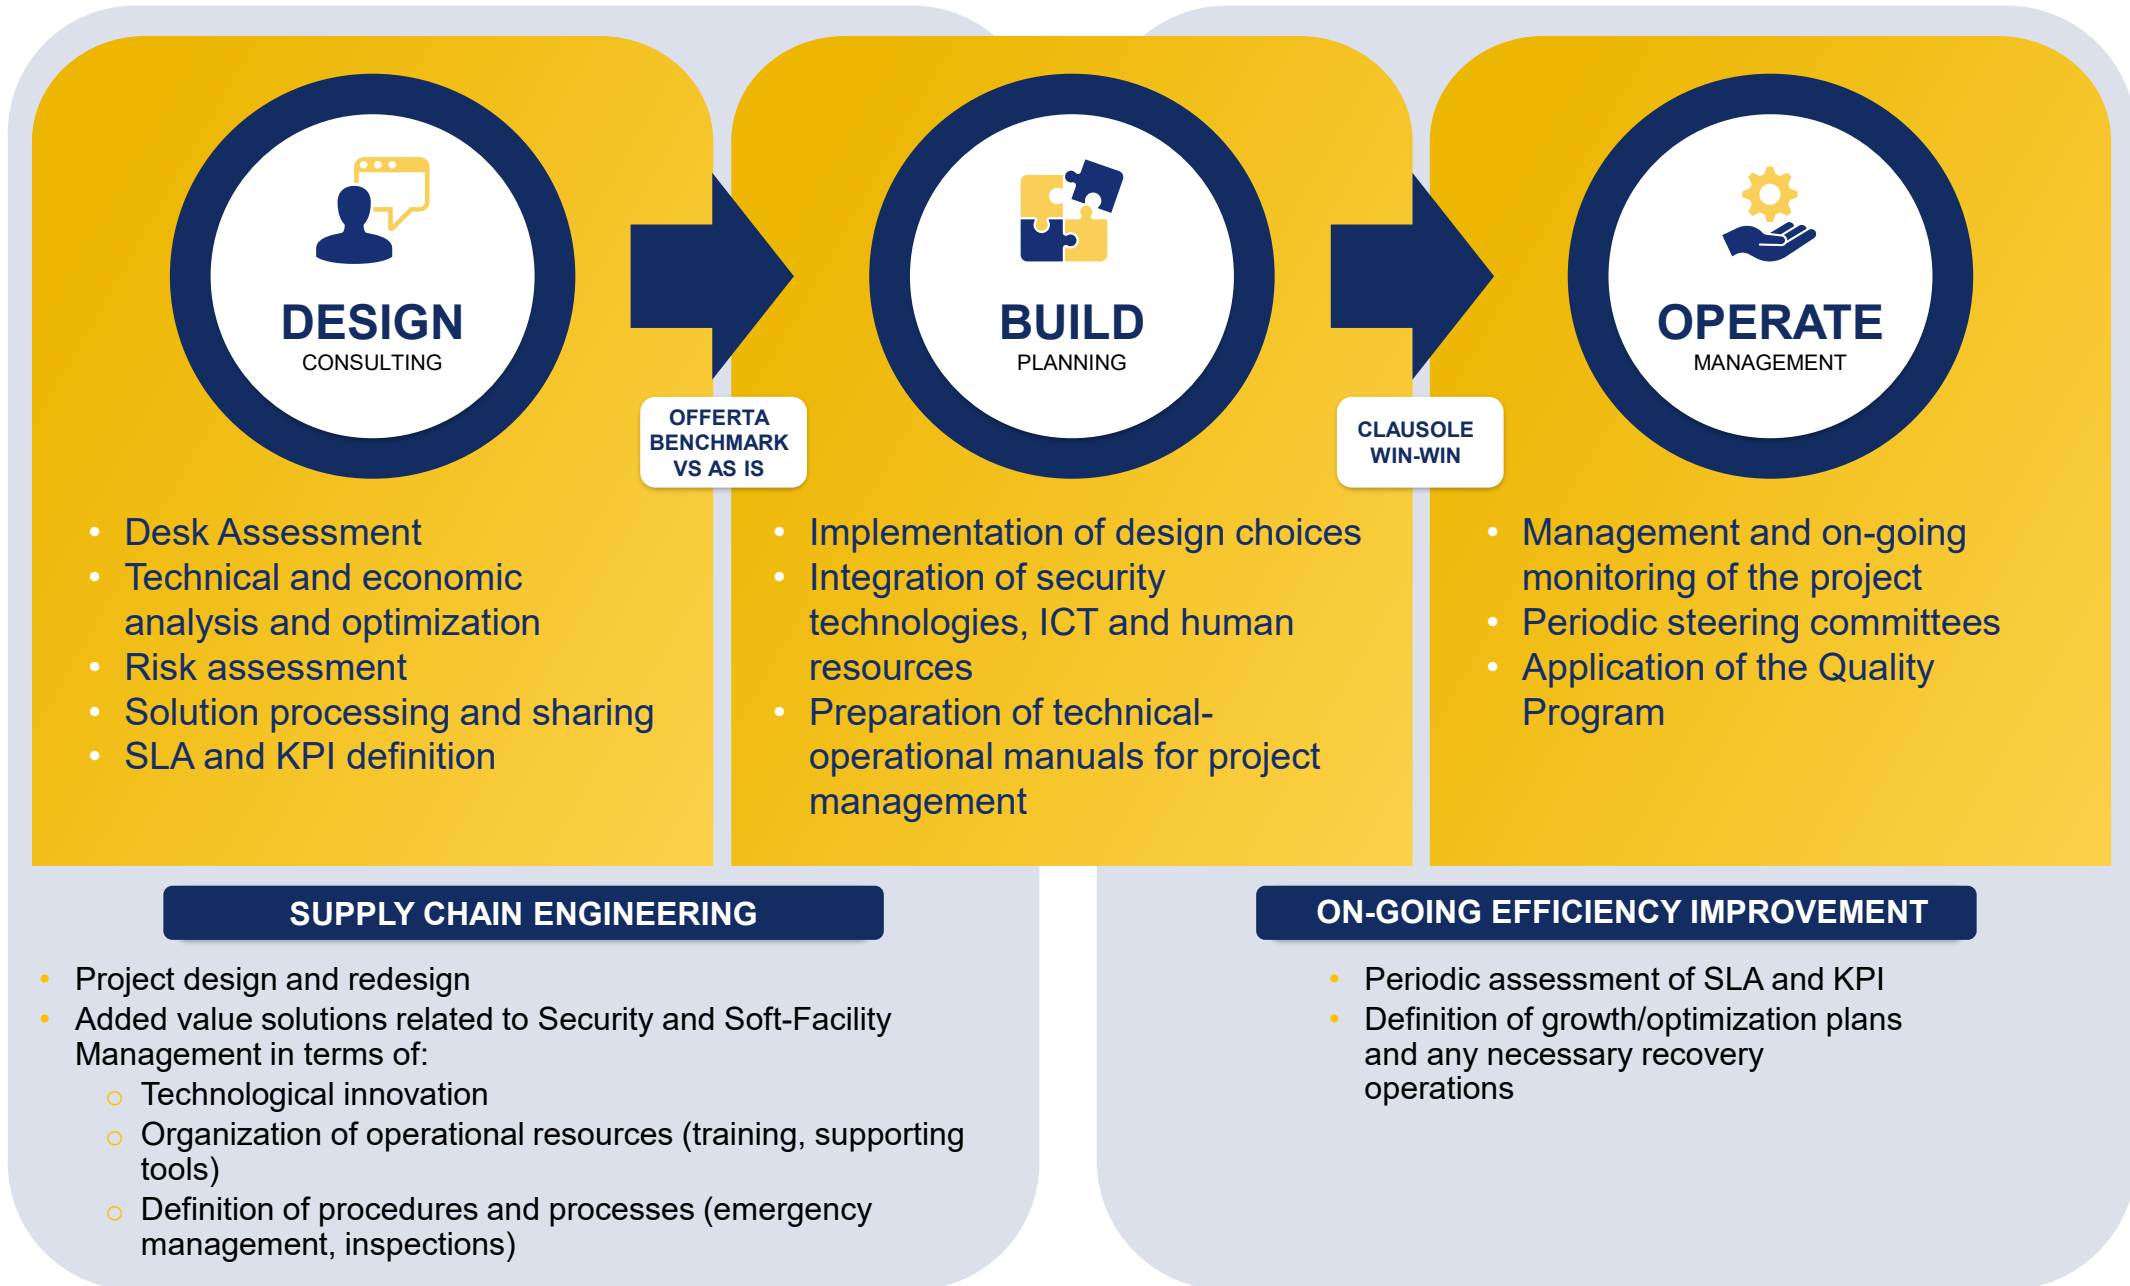 DESIGN
CONSULTING
OFFERTA
BENCHMARK
VS AS IS
• Desk Assessment
• Technical and economic
analysis and optimization
• Risk assessment
• Solution processing and sharing
• SLA and KPI definition
BUILD
PLANNING
CLAUSOLE
WIN-WIN
• Implementation of design choices
• Integration of security
technologies, ICT and human
resources
• Preparation of technical-
operational manuals for project
management
OPERATE
MANAGEMENT
• Management and on-going
monitoring of the project
• Periodic steering committees
• Application of the Quality
Program
SUPPLY CHAIN ENGINEERING
• Project design and redesign
• Added value solutions related to Security and Soft-Facility
Management in terms of:
o Technological innovation
o Organization of operational resources (training, supporting
tools)
o Definition of procedures and processes (emergency
management, inspections)
ON-GOING EFFICIENCY IMPROVEMENT
• Periodic assessment of SLA and KPI
• Definition of growth/optimization plans
and any necessary recovery
operations